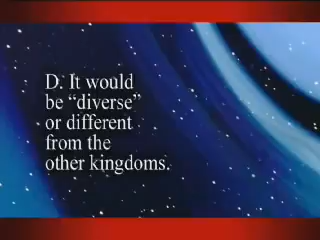 D. It would
be “diverse”
or different
from the
other kingdoms.